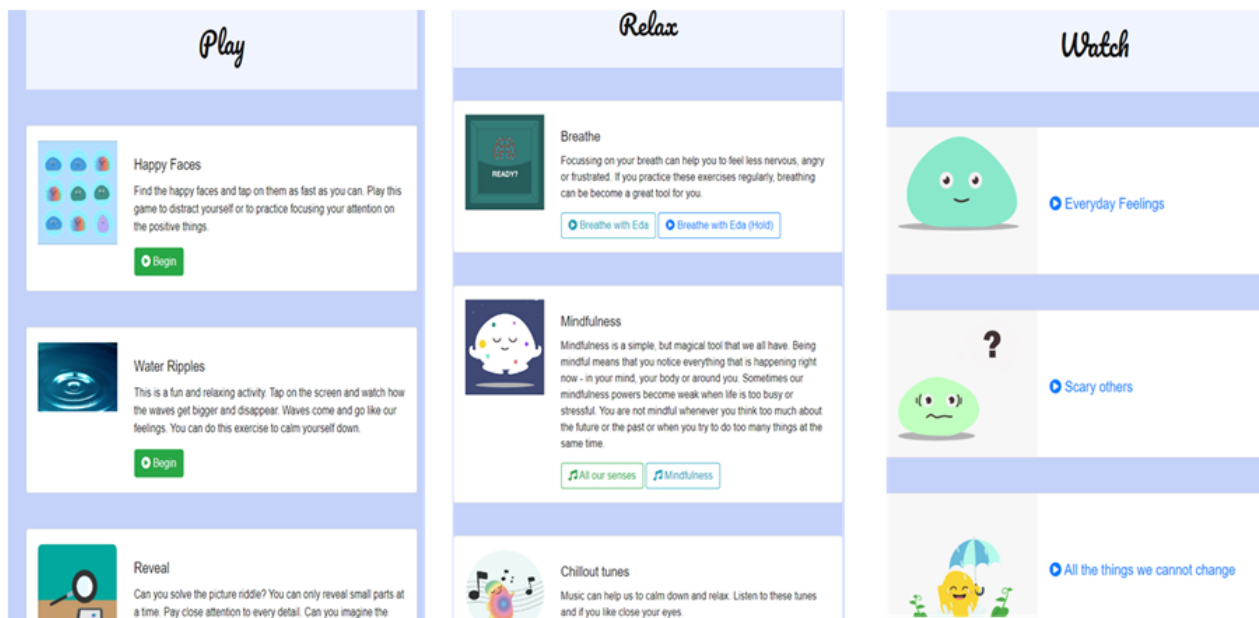 Play
Happy Faces
Find the happy faces and tap on them as fast as you can. Play this
game to distract yourself or to practice focusing your attention on
the positive things.
Begin
Water Ripples
This is a fun and relaxing activity. Tap on the screen and watch how
the waves get bigger and disappear. Waves come and go like our
feelings. You can do this exercise to calm yourself down.
Begin
Reveal
Can you solve the picture riddle? You can only reveal small parts at
a time. Pay close attention to every detail. Can you imagine the
Relax
READY?
Breathe
Focussing on your breath can help you to feel less nervous, angry
or frustrated. If you practice these exercises regularly, breathing
can be become a great tool for you.
Breathe with Eda Breathe with Eda (Hold)
Mindfulness
Mindfulness is a simple, but magical tool that we all have. Being
mindful means that you notice everything that is happening right
now - in your mind, your body or around you. Sometimes our
mindfulness powers become weak when life is too busy or
stressful. You are not mindful whenever you think too much about
the future or the past or when you try to do too many things at the
same time.
All our senses Mindfulness
Chillout tunes
Music can help us to calm down and relax. Listen to these tunes
and if you like close your eyes.
Watch
Everyday Feelings
?
Scary others
All the things we cannot change